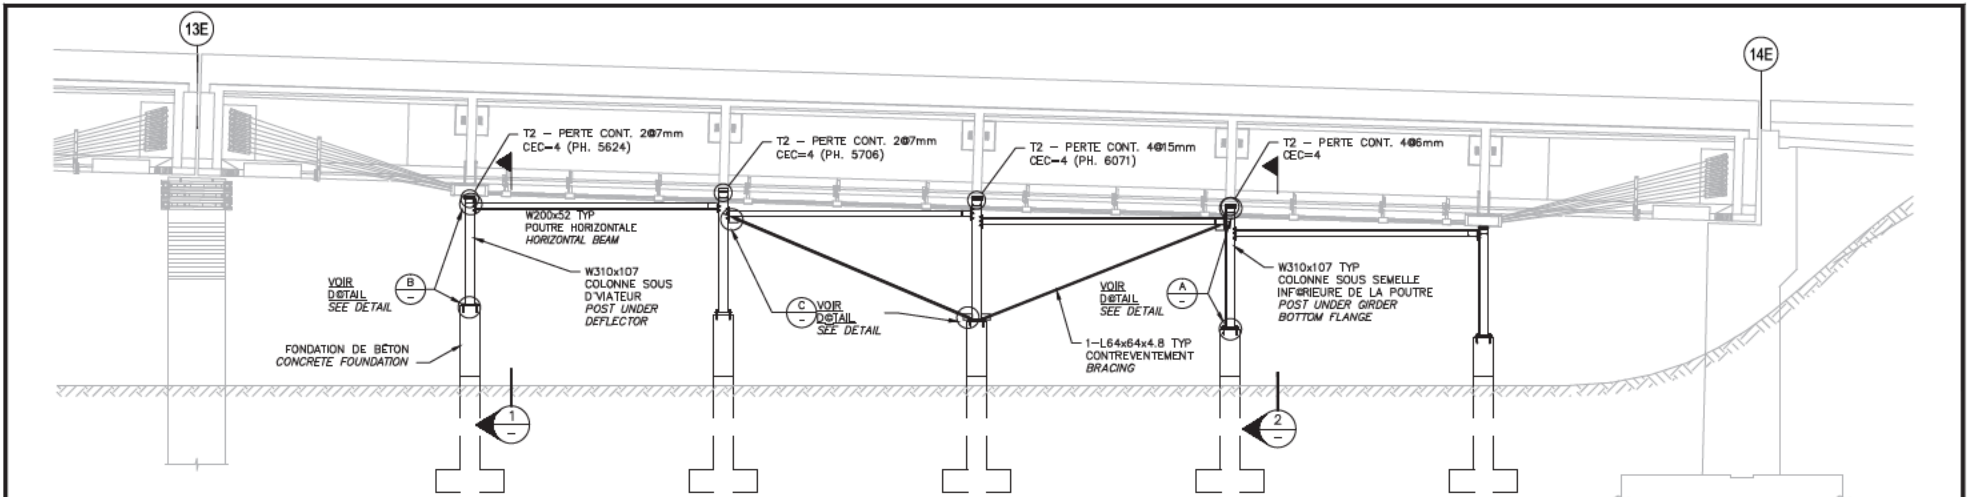 13E
14E
T2 – PERTE CONT. 2@7mm
CEC=4 (PH. 5624)
T2 – PERTE CONT. 2@7mm
CEC=4 (PH. 5706)
T2 – PERTE CONT. 4@15mm
CEC=4 (PH. 6071)
T2 – PERTE CONT. 4@6mm
CEC=4
W200x52 TYP
POUTRE HORIZONTALE
HORIZONTAL BEAM
W310x107
COLONNE SOUS
D'VIATEUR
POST UNDER
DEFLECTOR
VOIR
D@TAIL
SEE DETAIL
B
–
C
–
VOIR
D@TAIL
SEE DETAIL
VOIR
D@TAIL
SEE DETAIL
A
–
W310x107 TYP
COLONNE SOUS SEMELLE
INF@RIEURE DE LA POUTRE
POST UNDER GIRDER
BOTTOM FLANGE
1–L64x64x4.8 TYP
CONTREVENTEMENT
BRACING
FONDATION DE BÉTON
CONCRETE FOUNDATION
1
–
2
–